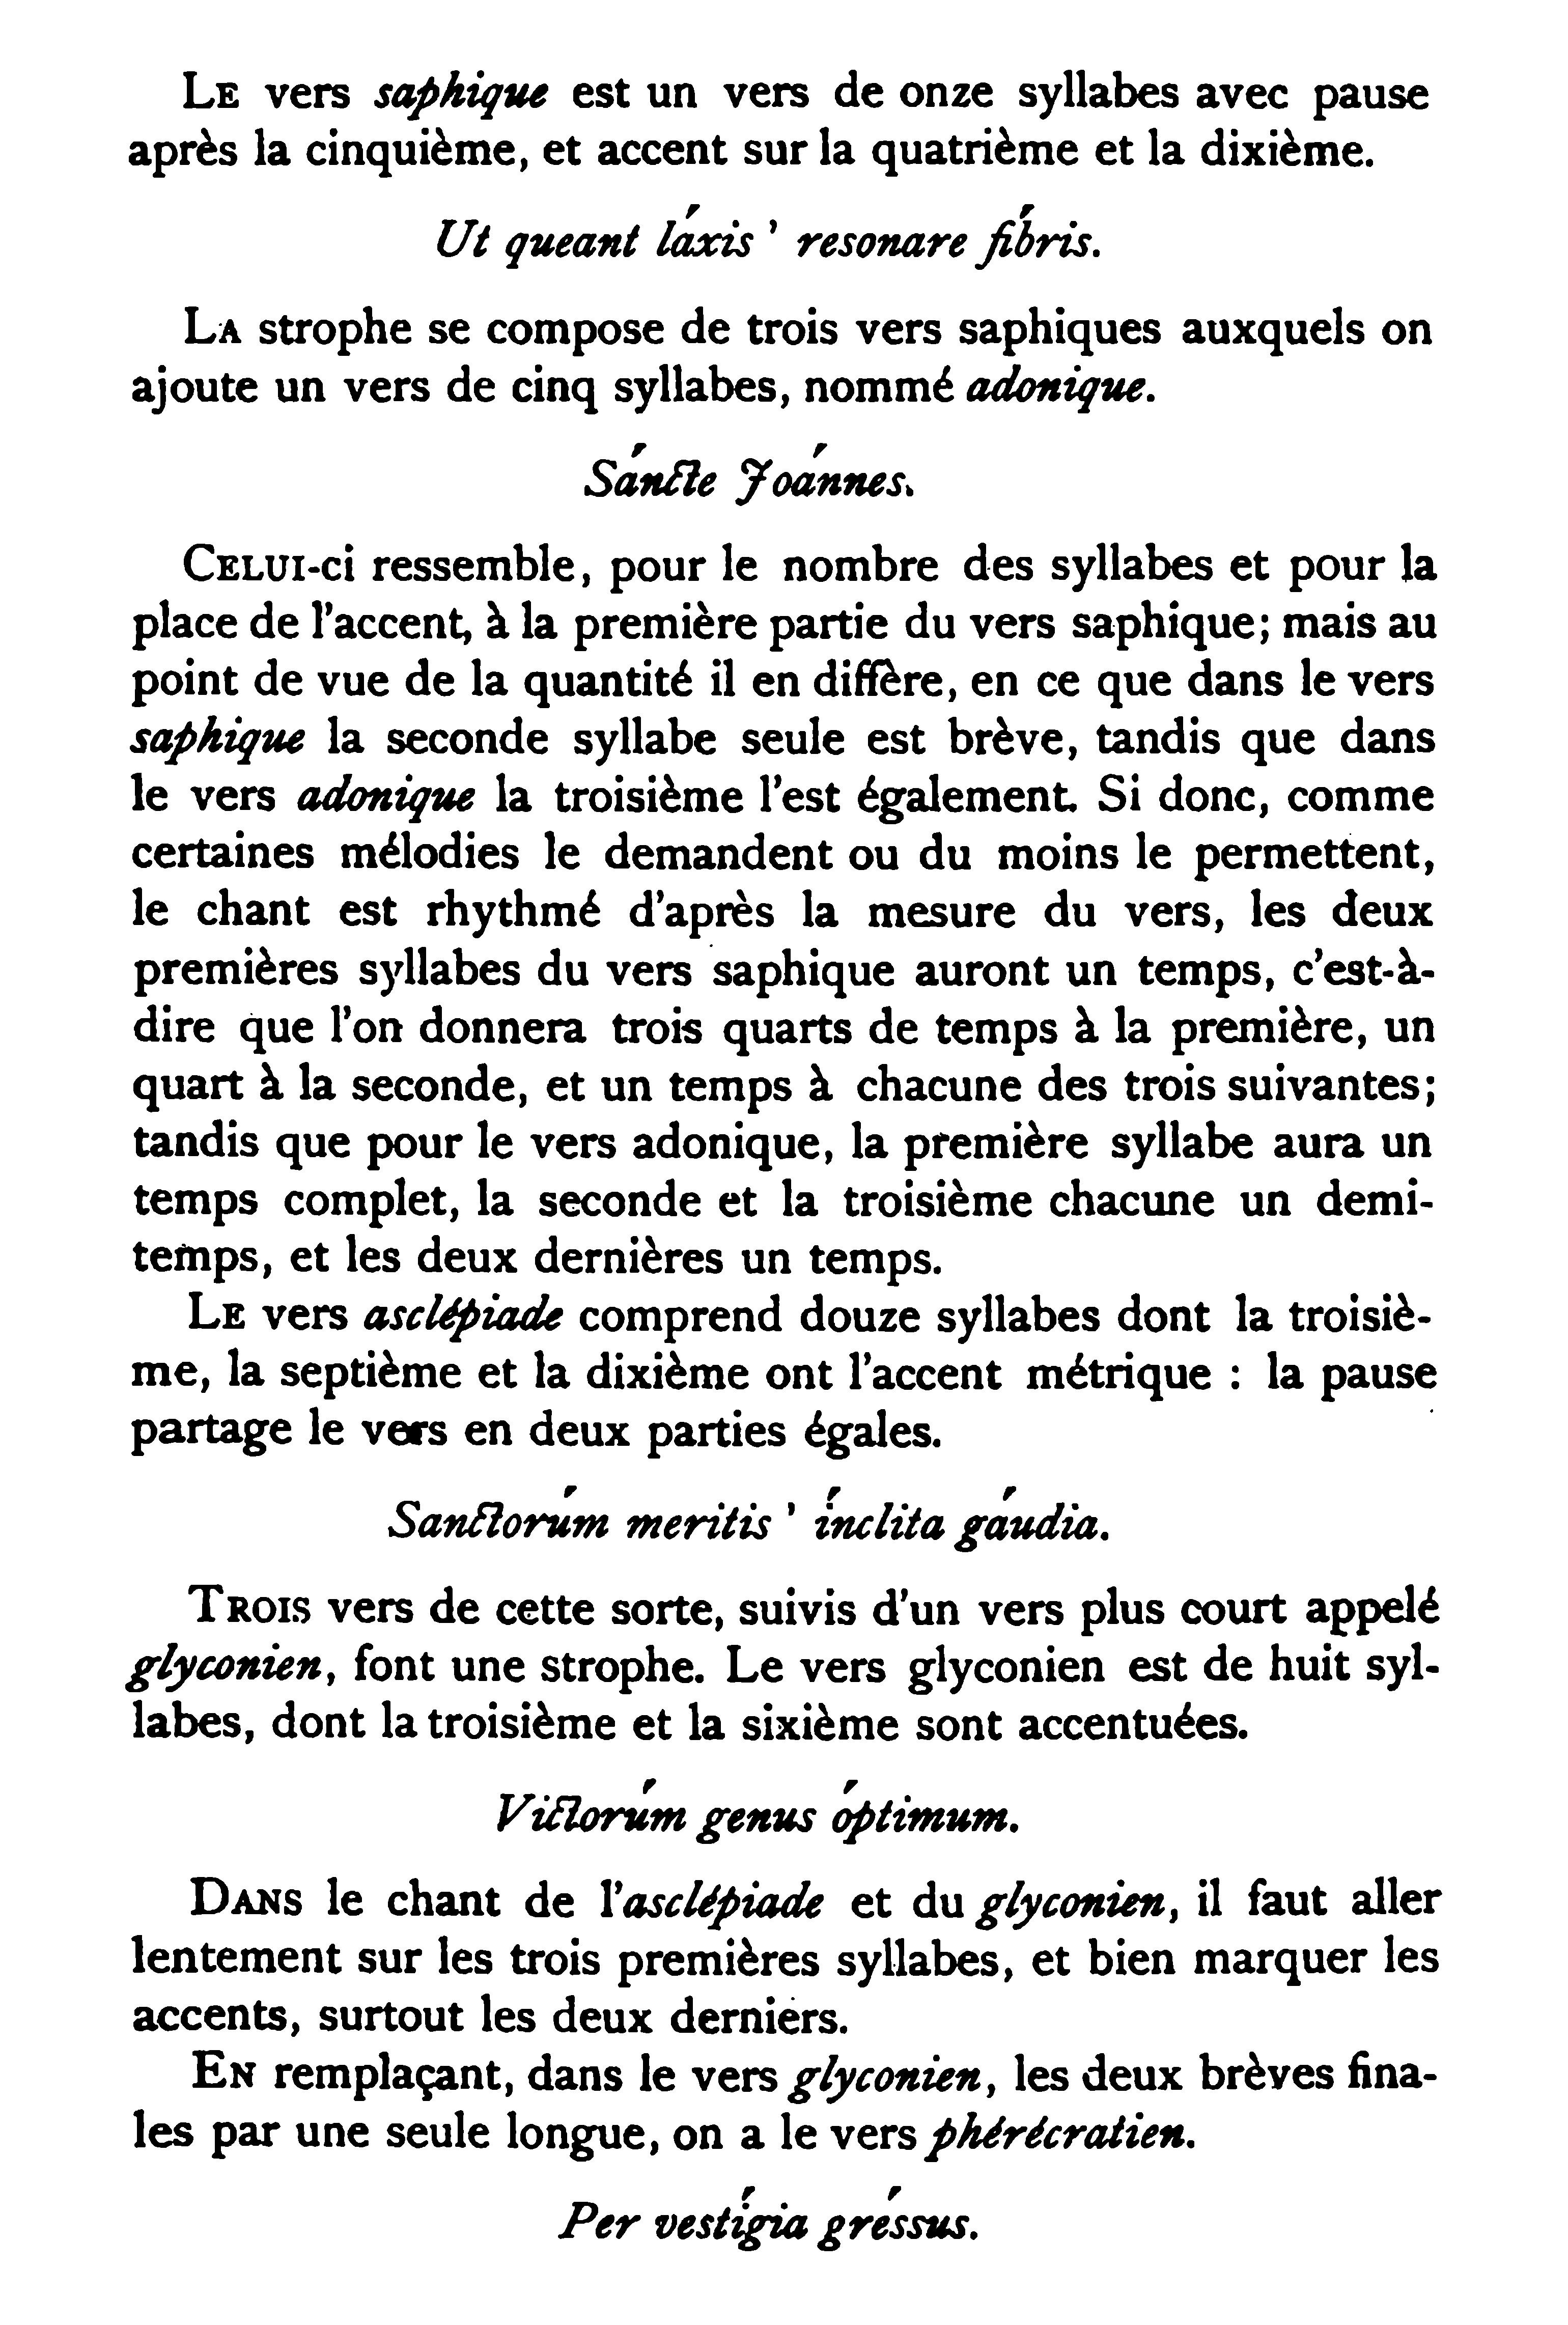 LE vers saphique est un vers de onze syllabes avec pause
après la cinquième, et accent sur la quatrième et la dixième.
Ut queant láxis ' resonare fíbris.
LA strophe se compose de trois vers saphiques auxquels on
ajoute un vers de cinq syllabes, nommé adonique.
Sáncte Joánnes.
CELUI-ci ressemble, pour le nombre des syllabes et pour la
place de l'accent, à la première partie du vers saphique; mais au
point de vue de la quantité il en diffère, en ce que dans le vers
saphique la seconde syllabe seule est brève, tandis que dans
le vers adonique la troisième l'est également. Si donc, comme
certaines mélodies le demandent ou du moins le permettent,
le chant est rhythmé d'après la mesure du vers, les deux
premières syllabes du vers saphique auront un temps, c'est-à-
dire que l'on donnera trois quarts de temps à la première, un
quart à la seconde, et un temps à chacune des trois suivantes;
tandis que pour le vers adonique, la première syllabe aura un
temps complet, la seconde et la troisième chacune un demi-
temps, et les deux dernières un temps.
LE vers asclépiade comprend douze syllabes dont la troisiè-
me, la septième et la dixième ont l'accent métrique : la pause
partage le vers en deux parties égales.
Sanctorúm meritis ' ínclita gáudia.
TROIS vers de cette sorte, suivis d'un vers plus court appelé
glyconien, font une strophe. Le vers glyconien est de huit syl-
labes, dont la troisième et la sixième sont accentuées.
Victorúm genus óptimum.
DANS le chant de l'asclépiade et du glyconien, il faut aller
lentement sur les trois premières syllabes, et bien marquer les
accents, surtout les deux derniers.
EN remplaçant, dans le vers glyconien, les deux brèves fina-
les par une seule longue, on a le vers phérécratien.
Per vestígia gréssus.